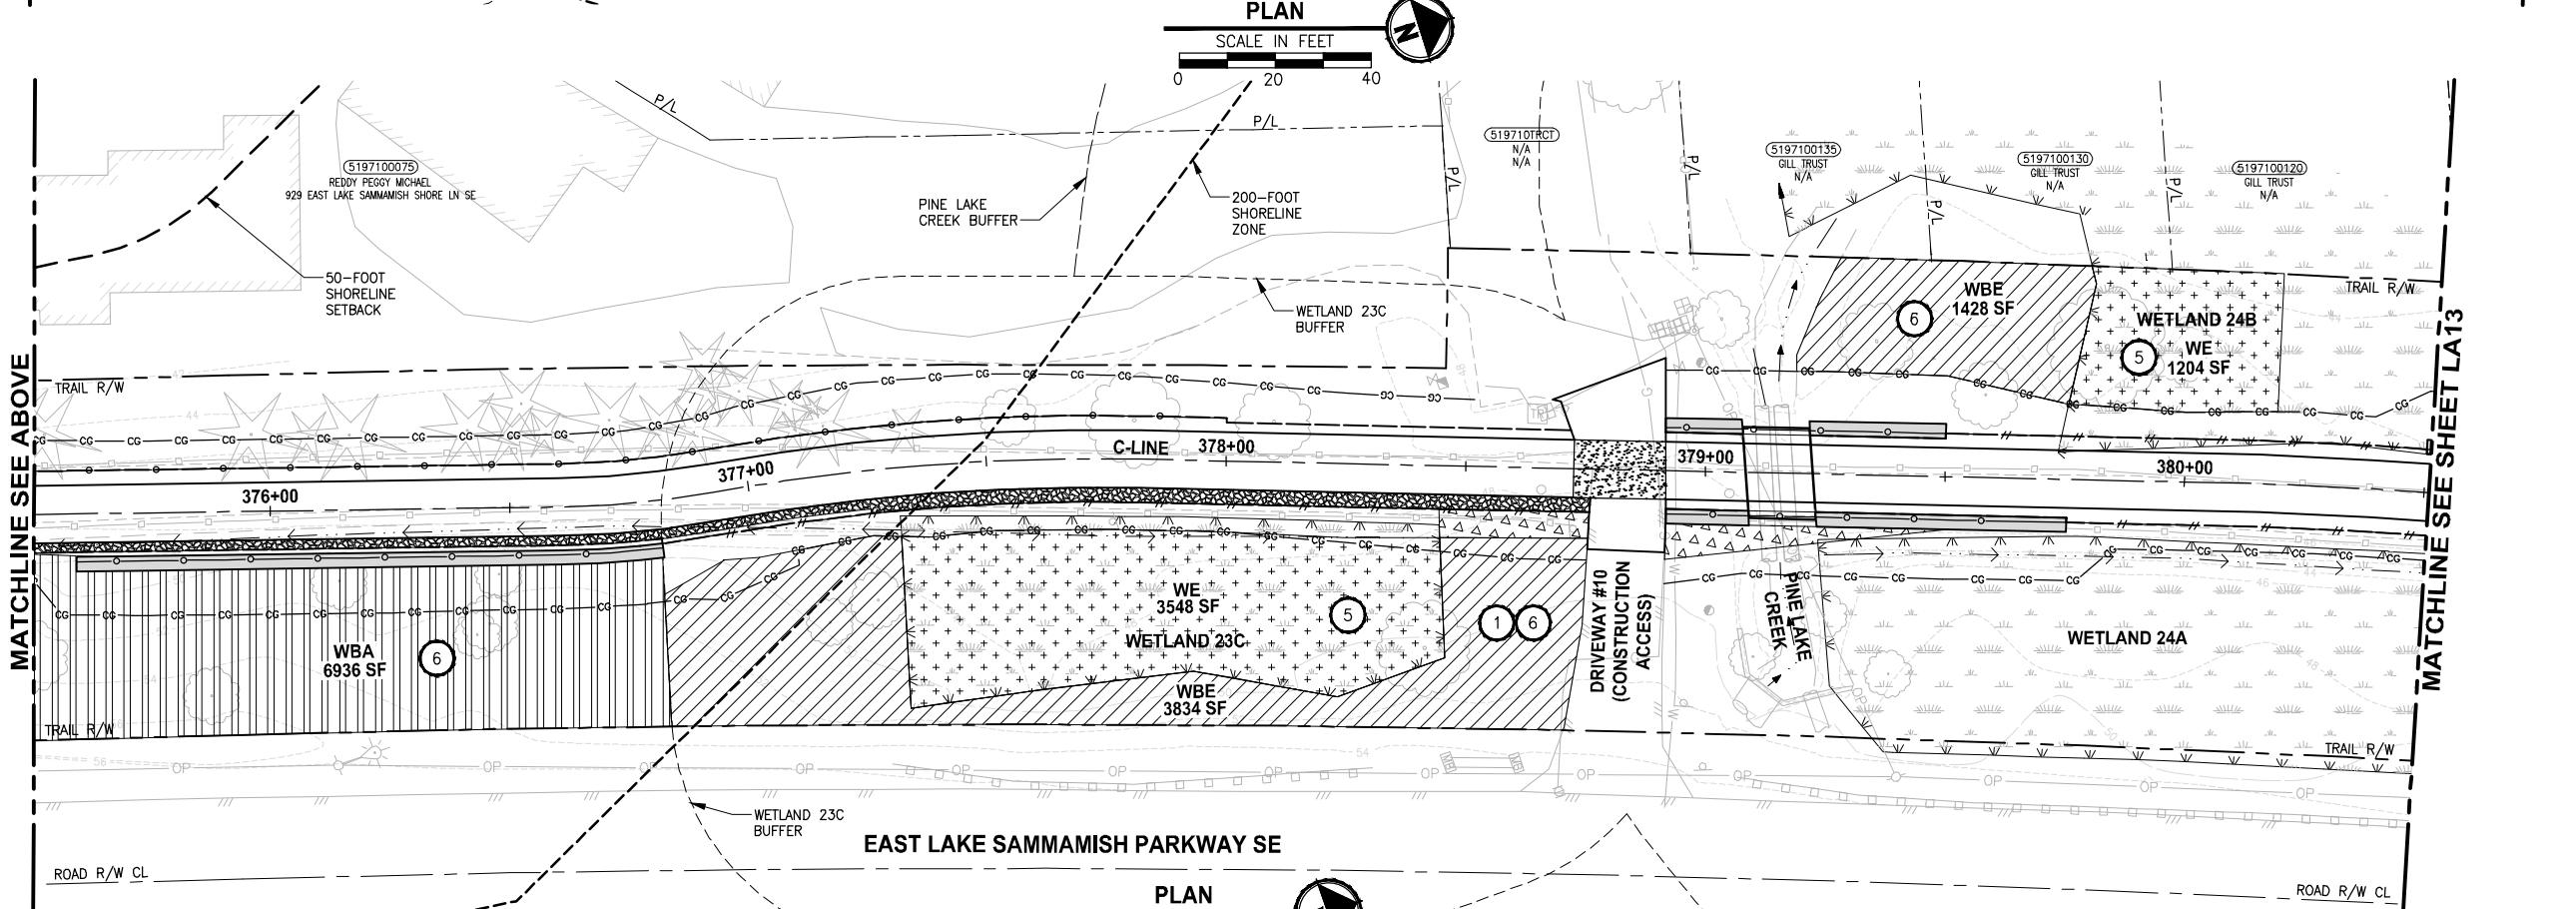 PLAN
N
SCALE IN FEET
0 20 40
MATCHLINE SEE ABOVE
5197100075
REDDY PEGGY MICHAEL
929 EAST LAKE SAMMAMISH SHORE LN SE
50-FOOT
SHORELINE
SETBACK
P/L
P/L
PINE LAKE
CREEK BUFFER
200-FOOT
SHORELINE
ZONE
P/L
519710TRCT
N/A
N/A
P/L
5197100135
GILL TRUST
N/A
P/L
5197100130
GILL TRUST
N/A
P/L
5197100120
GILL TRUST
N/A
WETLAND 23C
BUFFER
TRAIL R/W
TRAIL R/W
WBE
1428 SF
6
WETLAND 24B
WE
1204 SF
5
376+00
377+00
C-LINE 378+00
379+00
380+00
WBA
6936 SF
6
WE
3548 SF
5
WETLAND 23C
WBE
3834 SF
1 6
DRIVEWAY #10
(CONSTRUCTION
ACCESS)
PINE LAKE
CREEK
WETLAND 24A
TRAIL R/W
TRAIL R/W
WETLAND 23C
BUFFER
EAST LAKE SAMMAMISH PARKWAY SE
ROAD R/W CL
ROAD R/W CL
MATCHLINE SEE SHEET LA13
PLAN